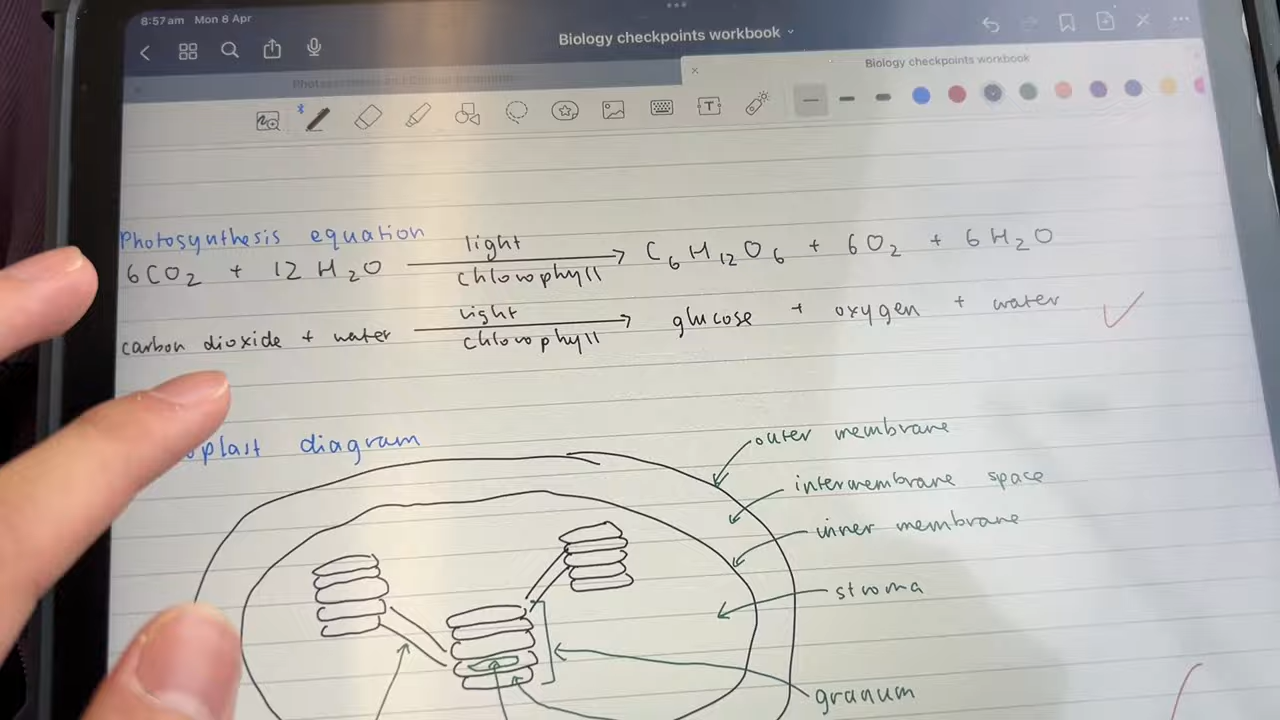 8:57am Mon 8 Apr
Biology checkpoints workbook
Biology checkpoints workbook
Photosynthesis equation
6CO₂ + 12H₂O light chlorophyll → C₆H₁₂O₆ + 6O₂ + 6H₂O
carbon dioxide + water light chlorophyll → glucose + oxygen + water ✓
plast diagram
outer membrane
intermembrane space
inner membrane
stroma
granum